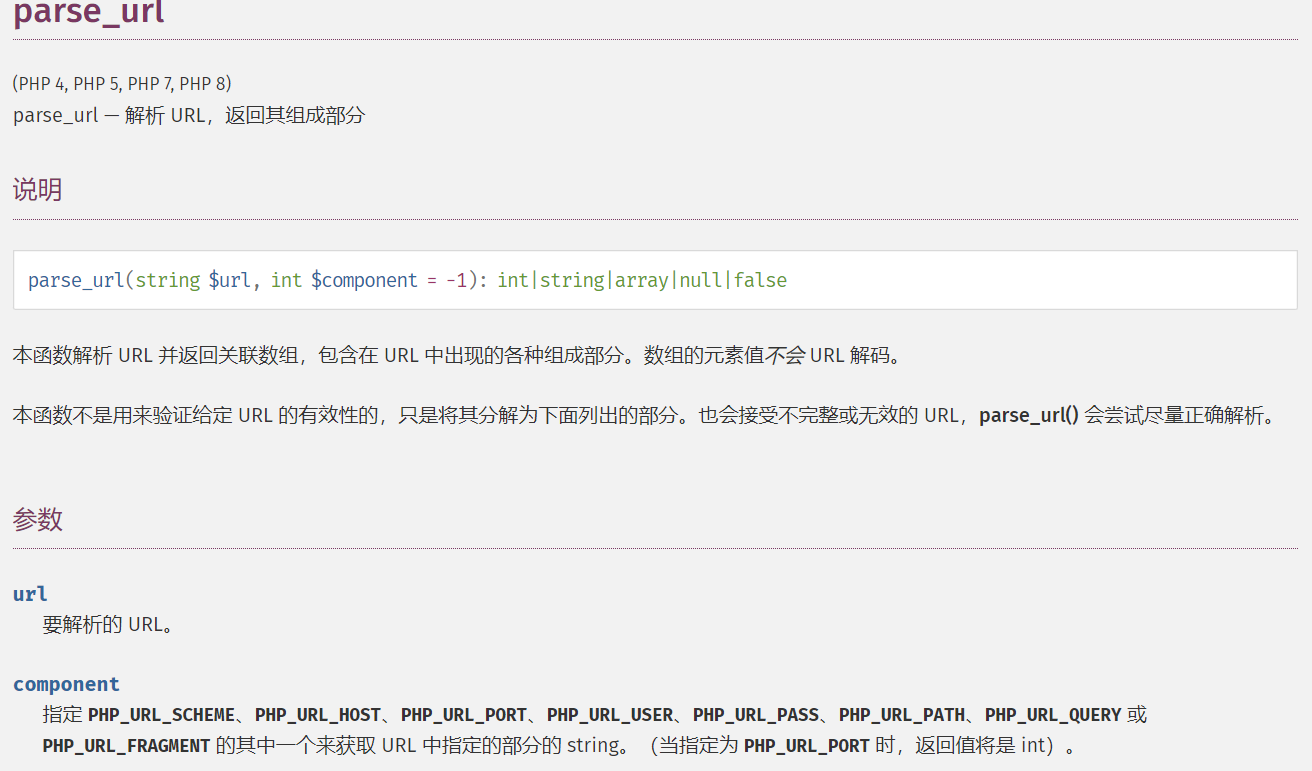 parse_url
(PHP 4, PHP 5, PHP 7, PHP 8)
parse_url — 解析 URL，返回其组成部分
说明
parse_url(string $url, int $component = -1): int|string|array|null|false
本函数解析 URL 并返回关联数组，包含在 URL 中出现的各种组成部分。数组的元素值不会 URL 解码。
本函数不是用来验证给定 URL 的有效性的，只是将其分解为下面列出的部分。也会接受不完整或无效的 URL，parse_url() 会尝试尽量正确解析。
参数
url
要解析的 URL。
component
指定 PHP_URL_SCHEME、PHP_URL_HOST、PHP_URL_PORT、PHP_URL_USER、PHP_URL_PASS、PHP_URL_PATH、PHP_URL_QUERY 或
PHP_URL_FRAGMENT 的其中一个来获取 URL 中指定的部分的 string。（当指定为 PHP_URL_PORT 时，返回值将是 int）。